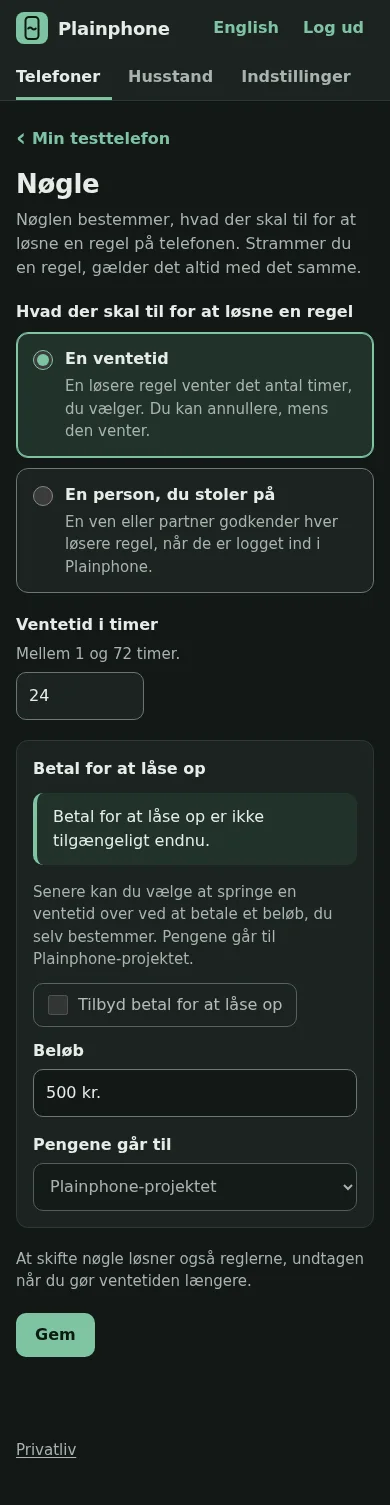 Plainphone
English
Log ud
Telefoner
Husstand
Indstillinger
‹ Min testtelefon
Nøgle
Nøglen bestemmer, hvad der skal til for at
løsne en regel på telefonen. Strammer du
en regel, gælder det altid med det samme.
Hvad der skal til for at løsne en regel
En ventetid
En løsere regel venter det antal timer,
du vælger. Du kan annullere, mens
den venter.
En person, du stoler på
En ven eller partner godkender hver
løsere regel, når de er logget ind i
Plainphone.
Ventetid i timer
Mellem 1 og 72 timer.
24
Betal for at låse op
Betal for at låse op er ikke
tilgængeligt endnu.
Senere kan du vælge at springe en
ventetid over ved at betale et beløb, du
selv bestemmer. Pengene går til
Plainphone-projektet.
Tilbyd betal for at låse op
Beløb
500 kr.
Pengene går til
Plainphone-projektet
At skifte nøgle løsner også reglerne, undtagen
når du gør ventetiden længere.
Gem
Privatliv